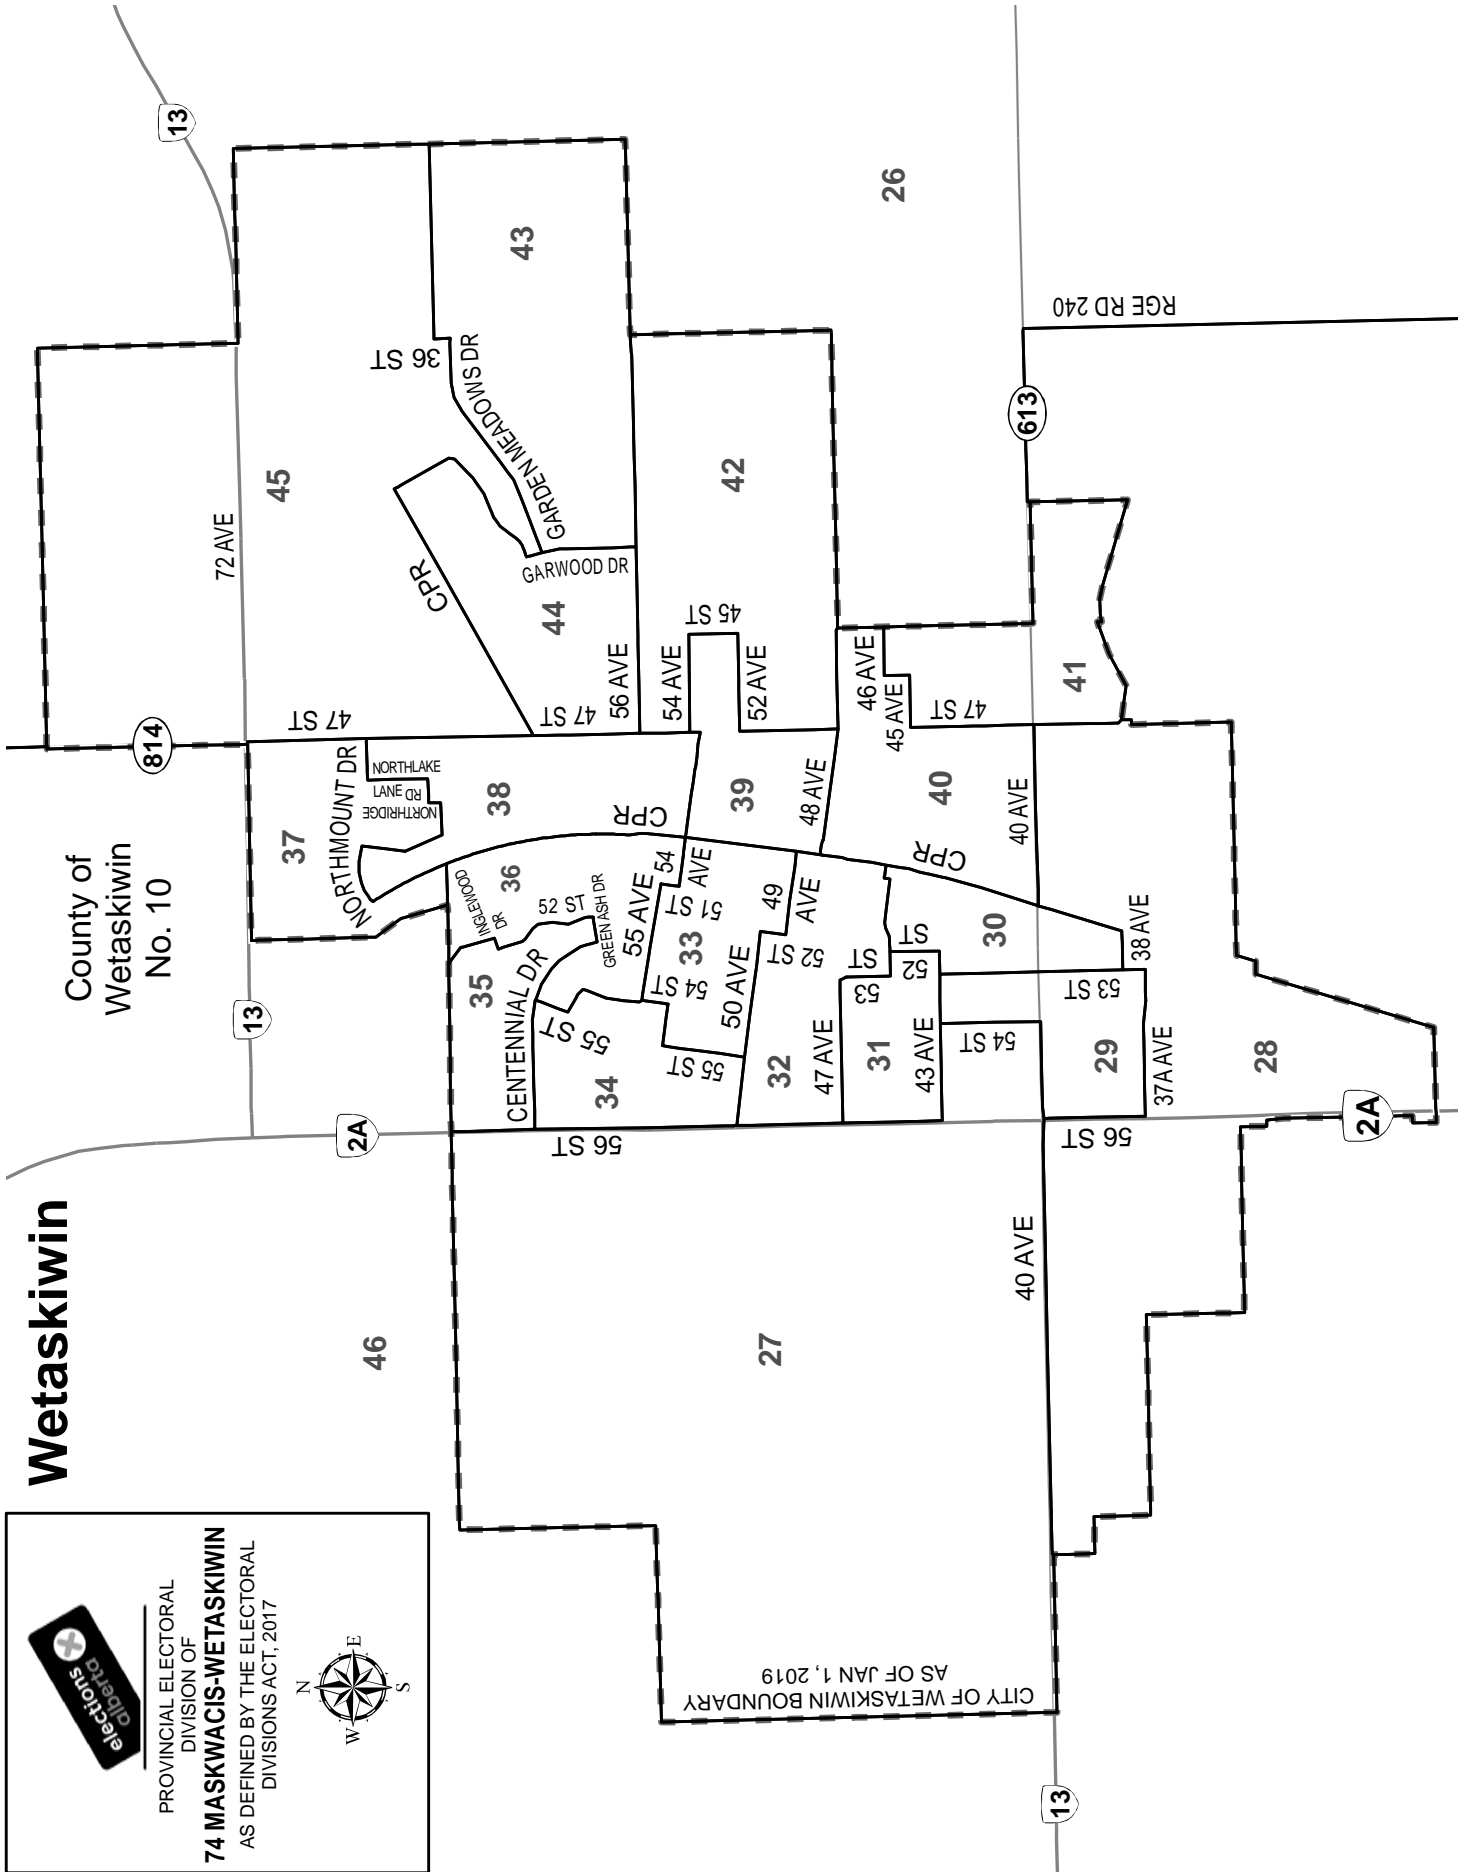 Wetaskiwin
elections
alberta
PROVINCIAL ELECTORAL
DIVISION OF
74 MASKWACIS-WETASKIWIN
AS DEFINED BY THE ELECTORAL
DIVISIONS ACT, 2017
N
W
E
S
County of
Wetaskiwin
No. 10
13
814
13
2A
46
72 AVE
45
47 ST
37
NORTHMOUNT DR
NORTHLAKE
LANE
RD
NORTHRIDGE
38
CPR
36 ST
43
GARDEN MEADOWS DR
GARWOOD DR
44
47 ST
56 AVE
CPR
35
INGLEWOOD
DR
36
52 ST
GREEN ASH DR
CENTENNIAL DR
55 ST
34
56 ST
55 AVE
54
AVE
51 ST
33
54 ST
55 ST
50 AVE
54 AVE
45 ST
52 AVE
42
39
48 AVE
49
AVE
52 ST
32
27
47 AVE
53
ST
31
52
ST
43 AVE
54 ST
46 AVE
45 AVE
47 ST
40
CPR
40 AVE
30
26
613
RGE RD 240
41
38 AVE
53 ST
29
37A AVE
28
56 ST
2A
40 AVE
CITY OF WETASKIWIN BOUNDARY
AS OF JAN 1, 2019
13